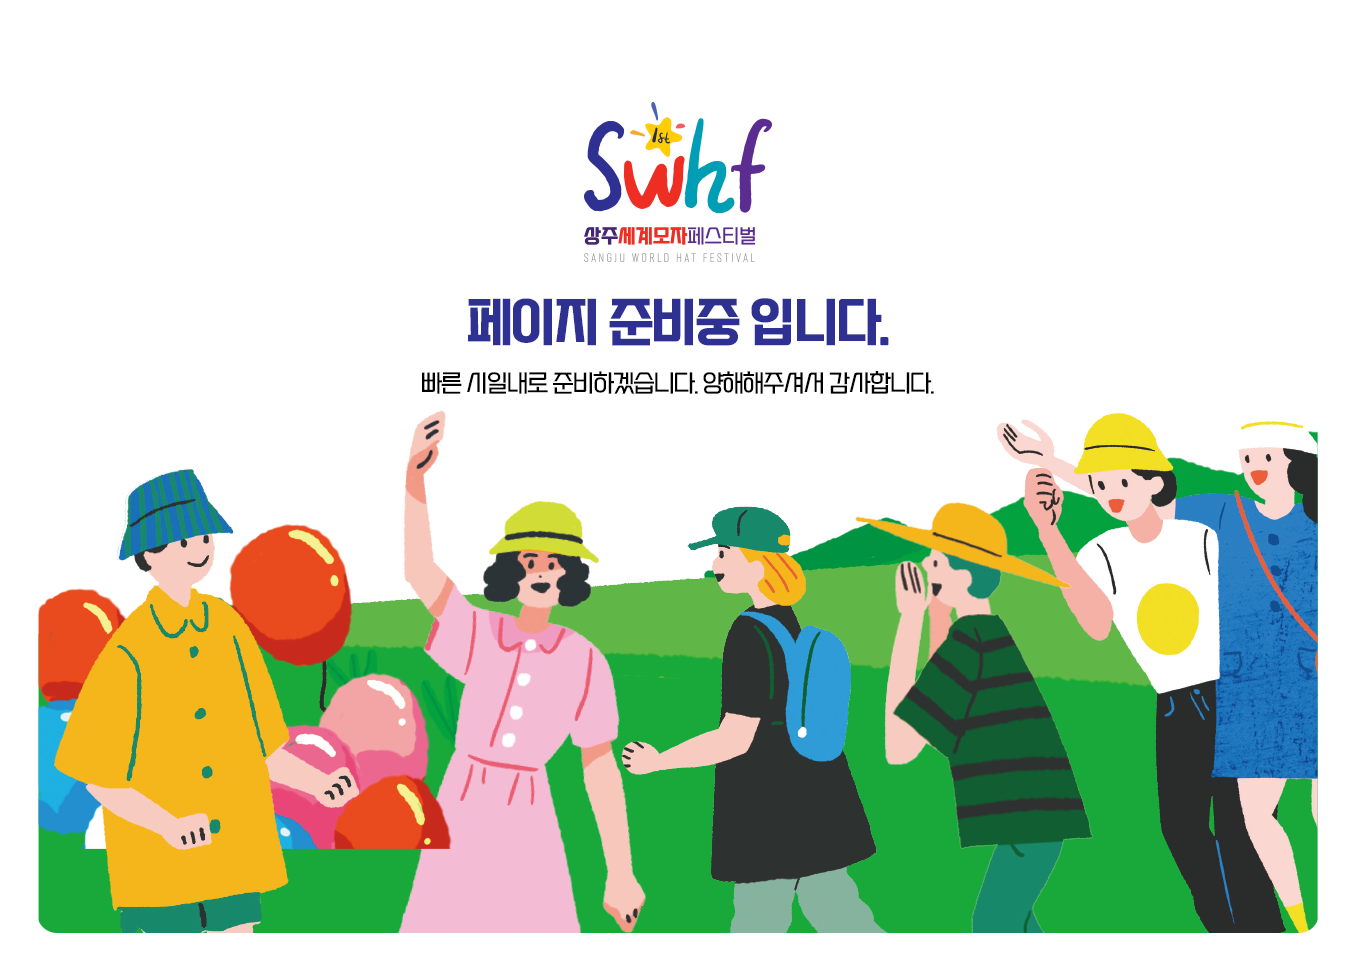 1st
Swhf
상주세계모자페스티벌
SANGJU WORLD HAT FESTIVAL
페이지 준비중 입니다.
빠른 시일내로 준비하겠습니다. 양해해주셔서 감사합니다.